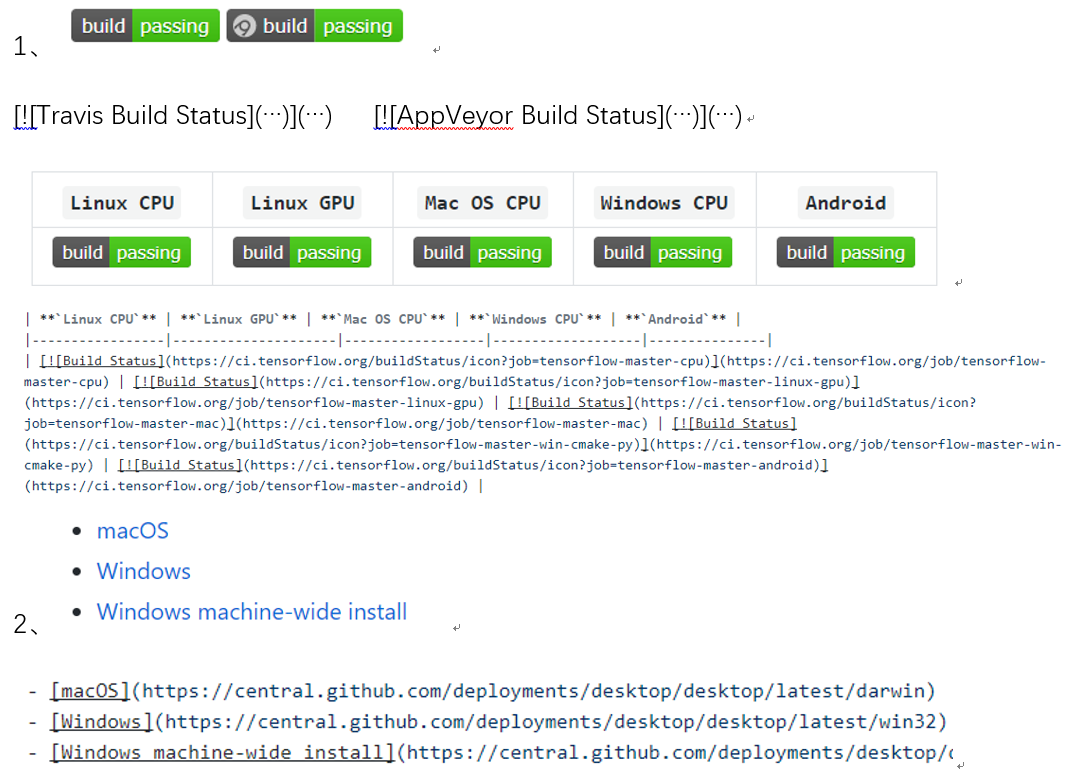 build passing build passing
1、
[![Travis Build Status](…)](…) [![AppVeyor Build Status](…)](…)
Linux CPU Linux GPU Mac OS CPU Windows CPU Android
build passing build passing build passing build passing build passing
| **`Linux CPU`** | **`Linux GPU`** | **`Mac OS CPU`** | **`Windows CPU`** | **`Android`** |
|-----------------|---------------------|------------------|-------------------|---------------|
| [![Build Status](https://ci.tensorflow.org/buildStatus/icon?job=tensorflow-master-cpu)](https://ci.tensorflow.org/job/tensorflow-
master-cpu) | [![Build Status](https://ci.tensorflow.org/buildStatus/icon?job=tensorflow-master-linux-gpu)]
(https://ci.tensorflow.org/job/tensorflow-master-linux-gpu) | [![Build Status](https://ci.tensorflow.org/buildStatus/icon?
job=tensorflow-master-mac)](https://ci.tensorflow.org/job/tensorflow-master-mac) | [![Build Status]
(https://ci.tensorflow.org/buildStatus/icon?job=tensorflow-master-win-cmake-py)](https://ci.tensorflow.org/job/tensorflow-master-win-
cmake-py) | [![Build Status](https://ci.tensorflow.org/buildStatus/icon?job=tensorflow-master-android)]
(https://ci.tensorflow.org/job/tensorflow-master-android) |
• macOS
• Windows
• Windows machine-wide install
2、
- [macOS](https://central.github.com/deployments/desktop/desktop/latest/darwin)
- [Windows](https://central.github.com/deployments/desktop/desktop/latest/win32)
- [Windows machine-wide install](https://central.github.com/deployments/desktop/